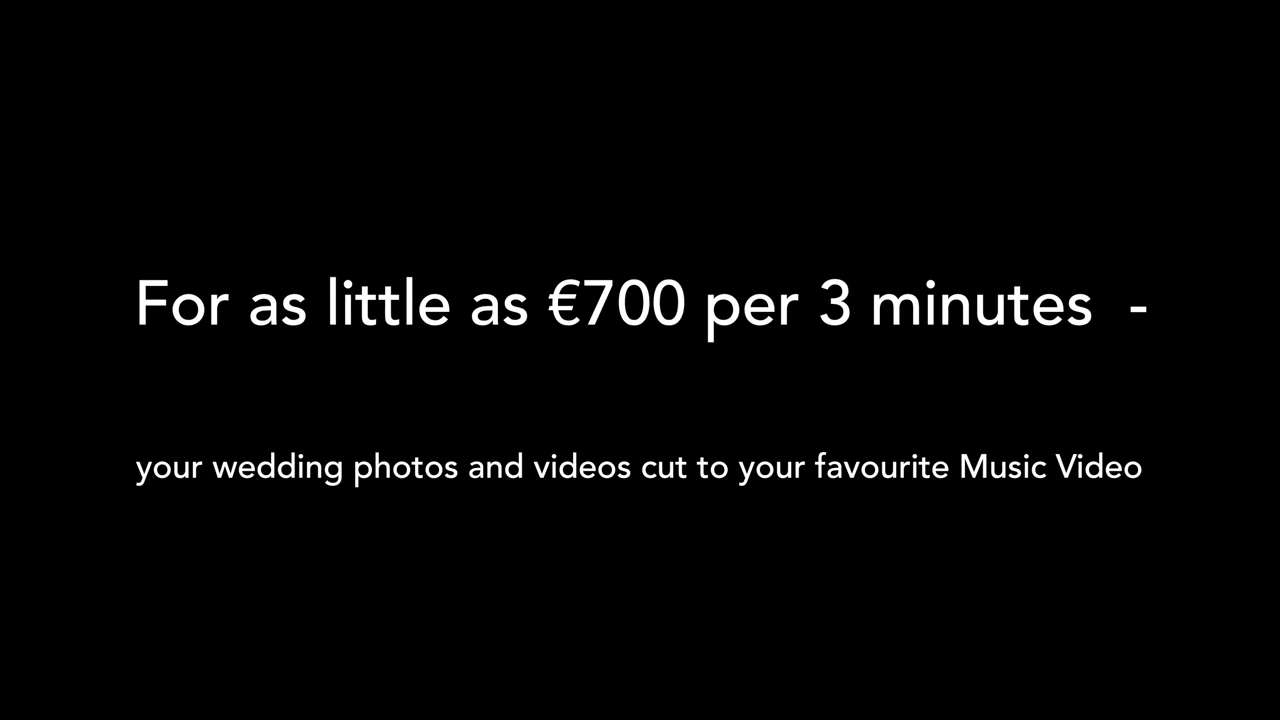 For as little as €700 per 3 minutes  -
your wedding photos and videos cut to your favourite Music Video